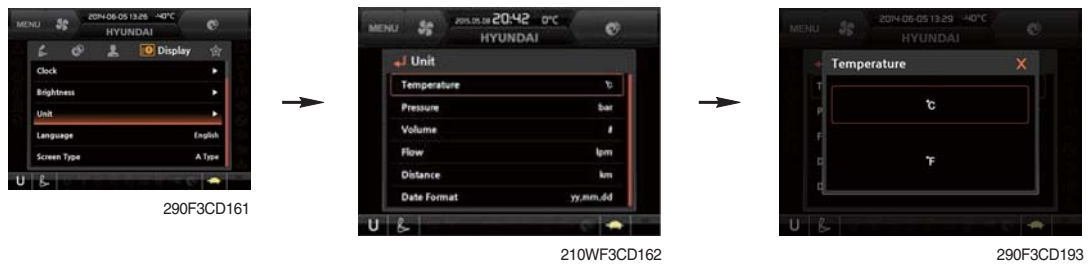 MENU 2014-06-05 13:26 -40°C
HYUNDAI
Display
Clock
Brightness
Unit
Language English
Screen Type A Type
U
290F3CD161
MENU 2015.05.08 20:42 0°C
HYUNDAI
Unit
Temperature ℃
Pressure bar
Volume ℓ
Flow lpm
Distance km
Date Format yy,mm,dd
U
210WF3CD162
MENU 2014-06-05 13:29 -40°C
HYUNDAI
Temperature X
℃
℉
U
290F3CD193